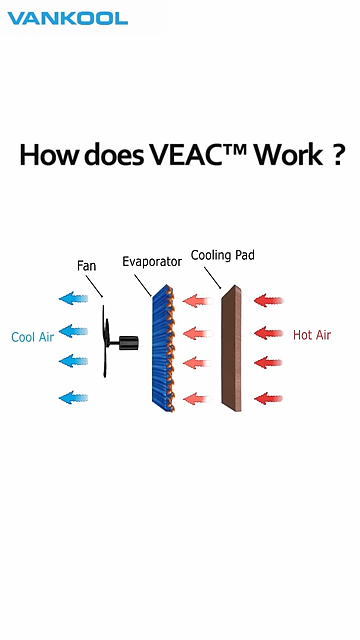 VANKOOL
How does VEAC™ Work ?
Cooling Pad
Evaporator
Fan
Cool Air
Hot Air